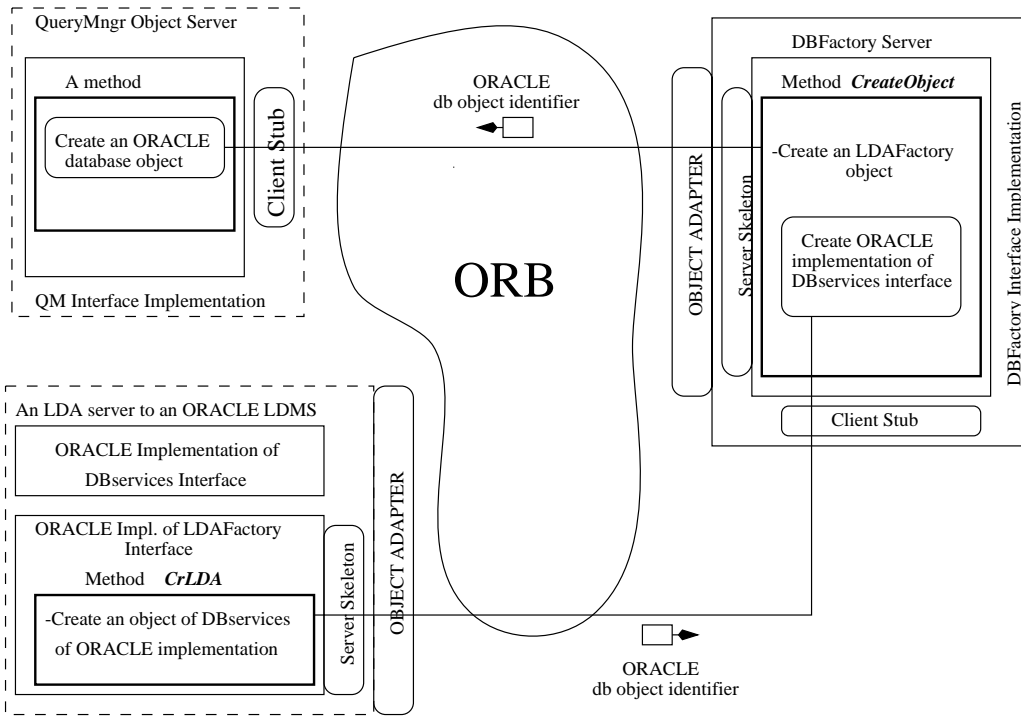 QueryMngr Object Server
A method
Create an ORACLE
database object
Client Stub
QM Interface Implementation
ORACLE
db object identifier
ORB
DBFactory Server
Method CreateObject
-Create an LDAFactory
object
Create ORACLE
implementation of
DBservices interface
OBJECT ADAPTER
Server Skeleton
Client Stub
DBFactory Interface Implementation
An LDA server to an ORACLE LDMS
ORACLE Implementation of
DBservices Interface
ORACLE Impl. of LDAFactory
Interface
Method CrLDA
-Create an object of DBservices
of ORACLE implementation
Server Skeleton
OBJECT ADAPTER
ORACLE
db object identifier